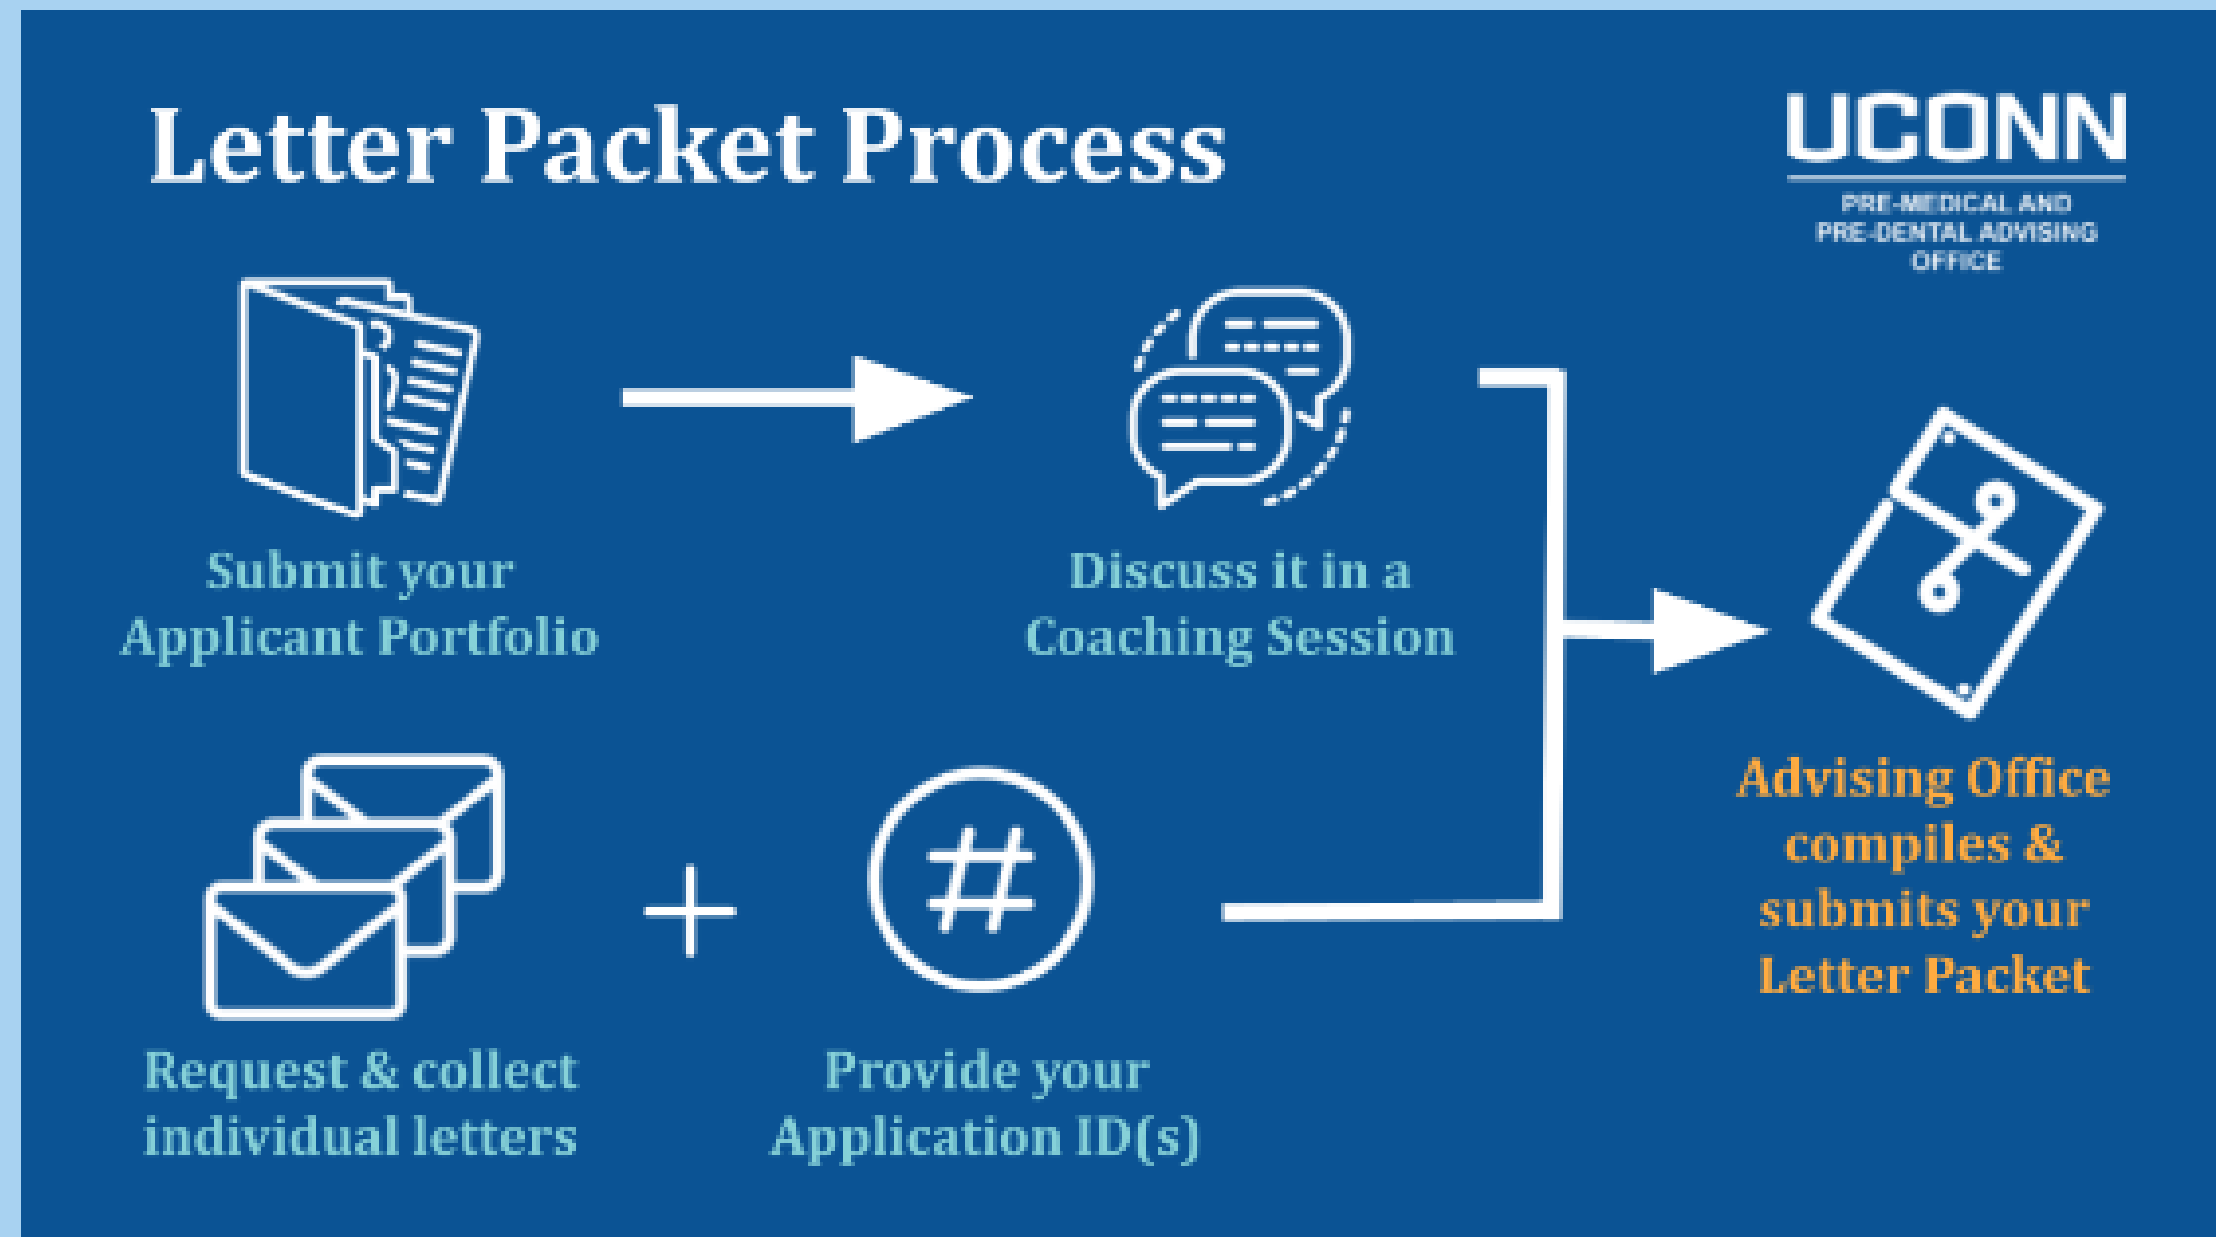 Letter Packet Process
UCONN
PRE-MEDICAL AND
PRE-DENTAL ADVISING
OFFICE
Submit your
Applicant Portfolio
Discuss it in a
Coaching Session
Request & collect
individual letters
+
#
Provide your
Application ID(s)
Advising Office
compiles &
submits your
Letter Packet